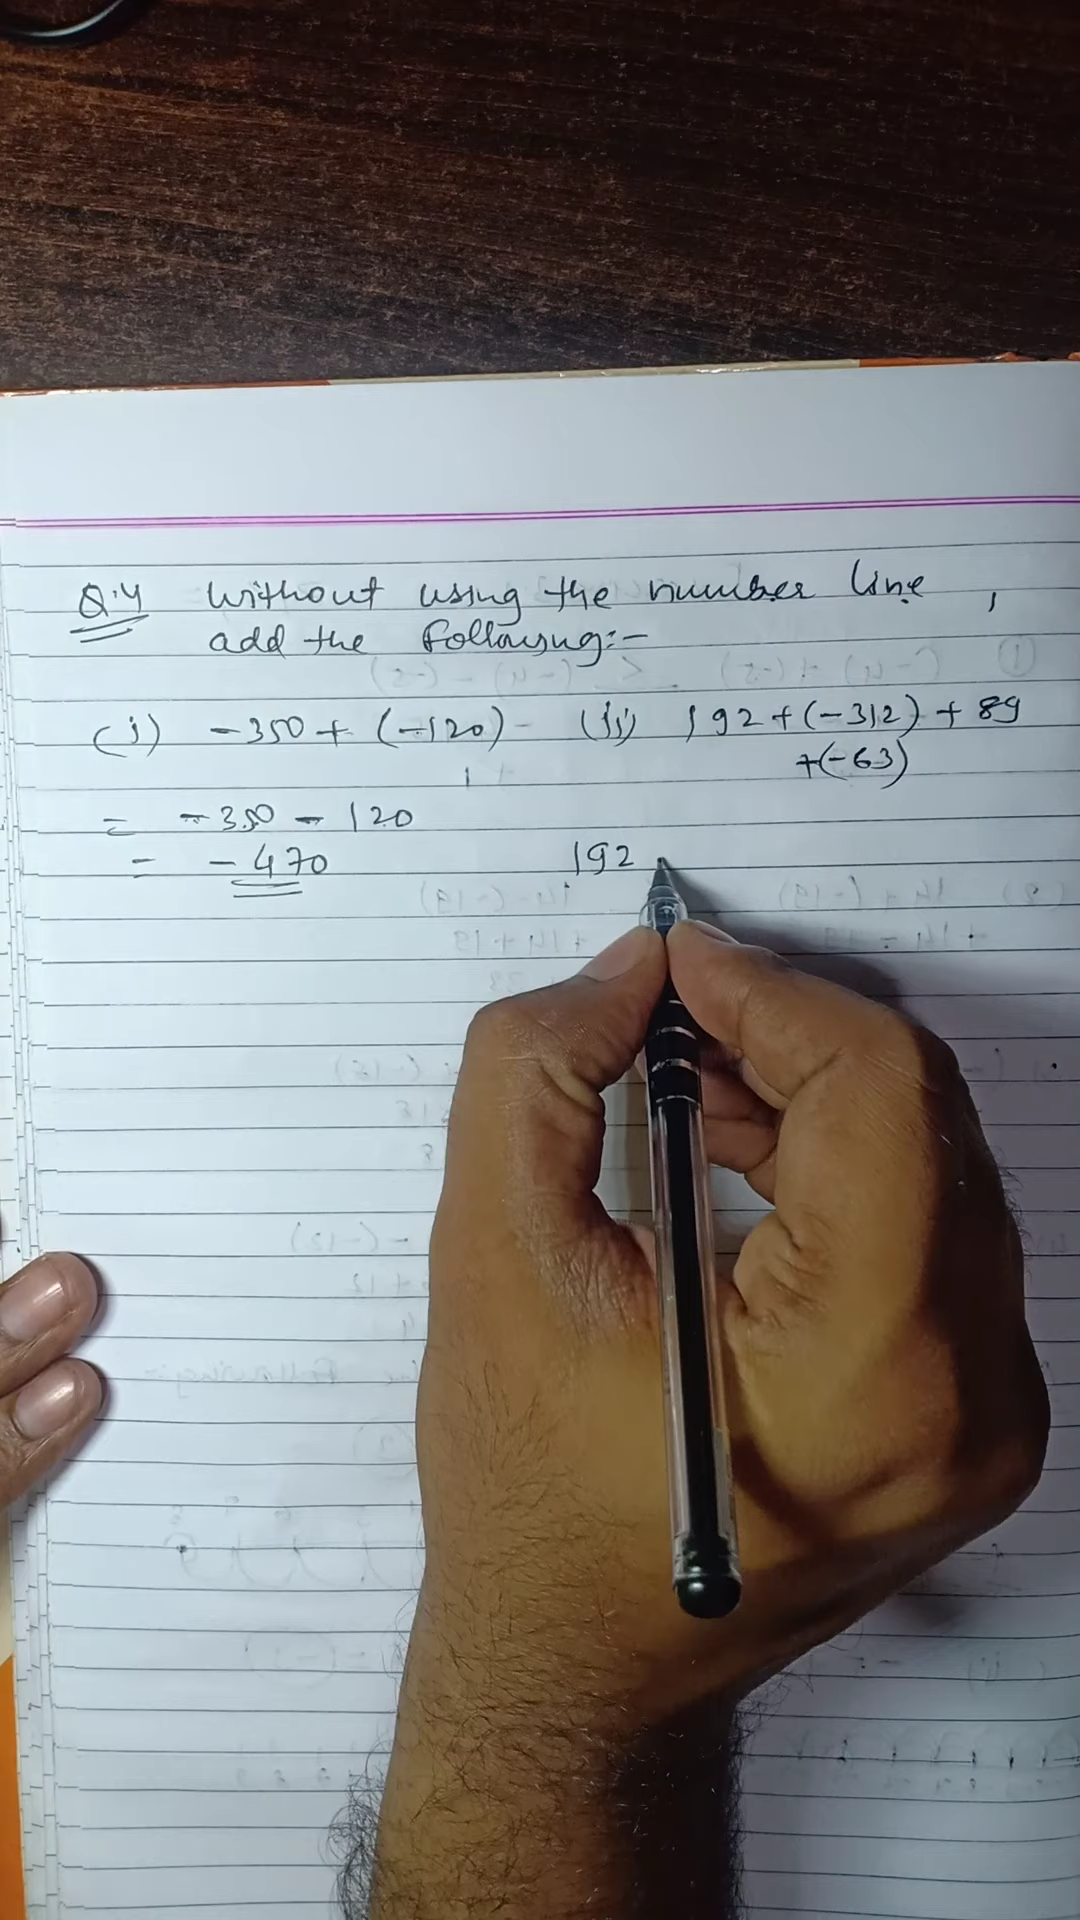 Q.4 Without using the number line,
add the following:-
(i) -350 + (-120) - (ii) 192 + (-312) + 89
+(-63)
= -350 - 120
= -470 192